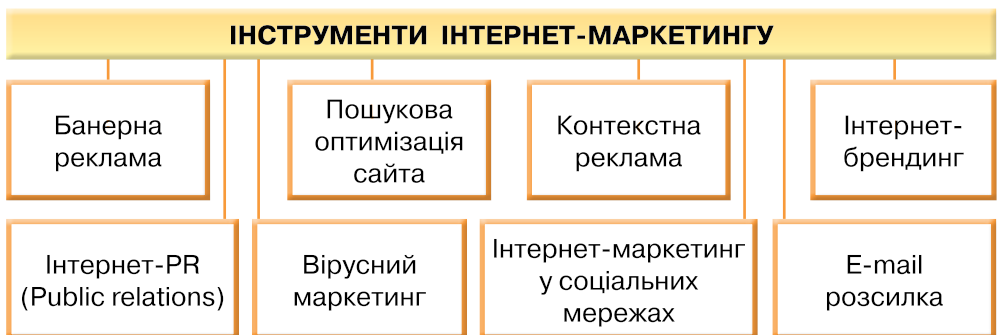 ІНСТРУМЕНТИ ІНТЕРНЕТ-МАРКЕТИНГУ
Банерна
реклама
Пошукова
оптимізація
сайта
Контекстна
реклама
Інтернет-
брендинг
Інтернет-PR
(Public relations)
Вірусний
маркетинг
Інтернет-маркетинг
у соціальних
мережах
E-mail
розсилка